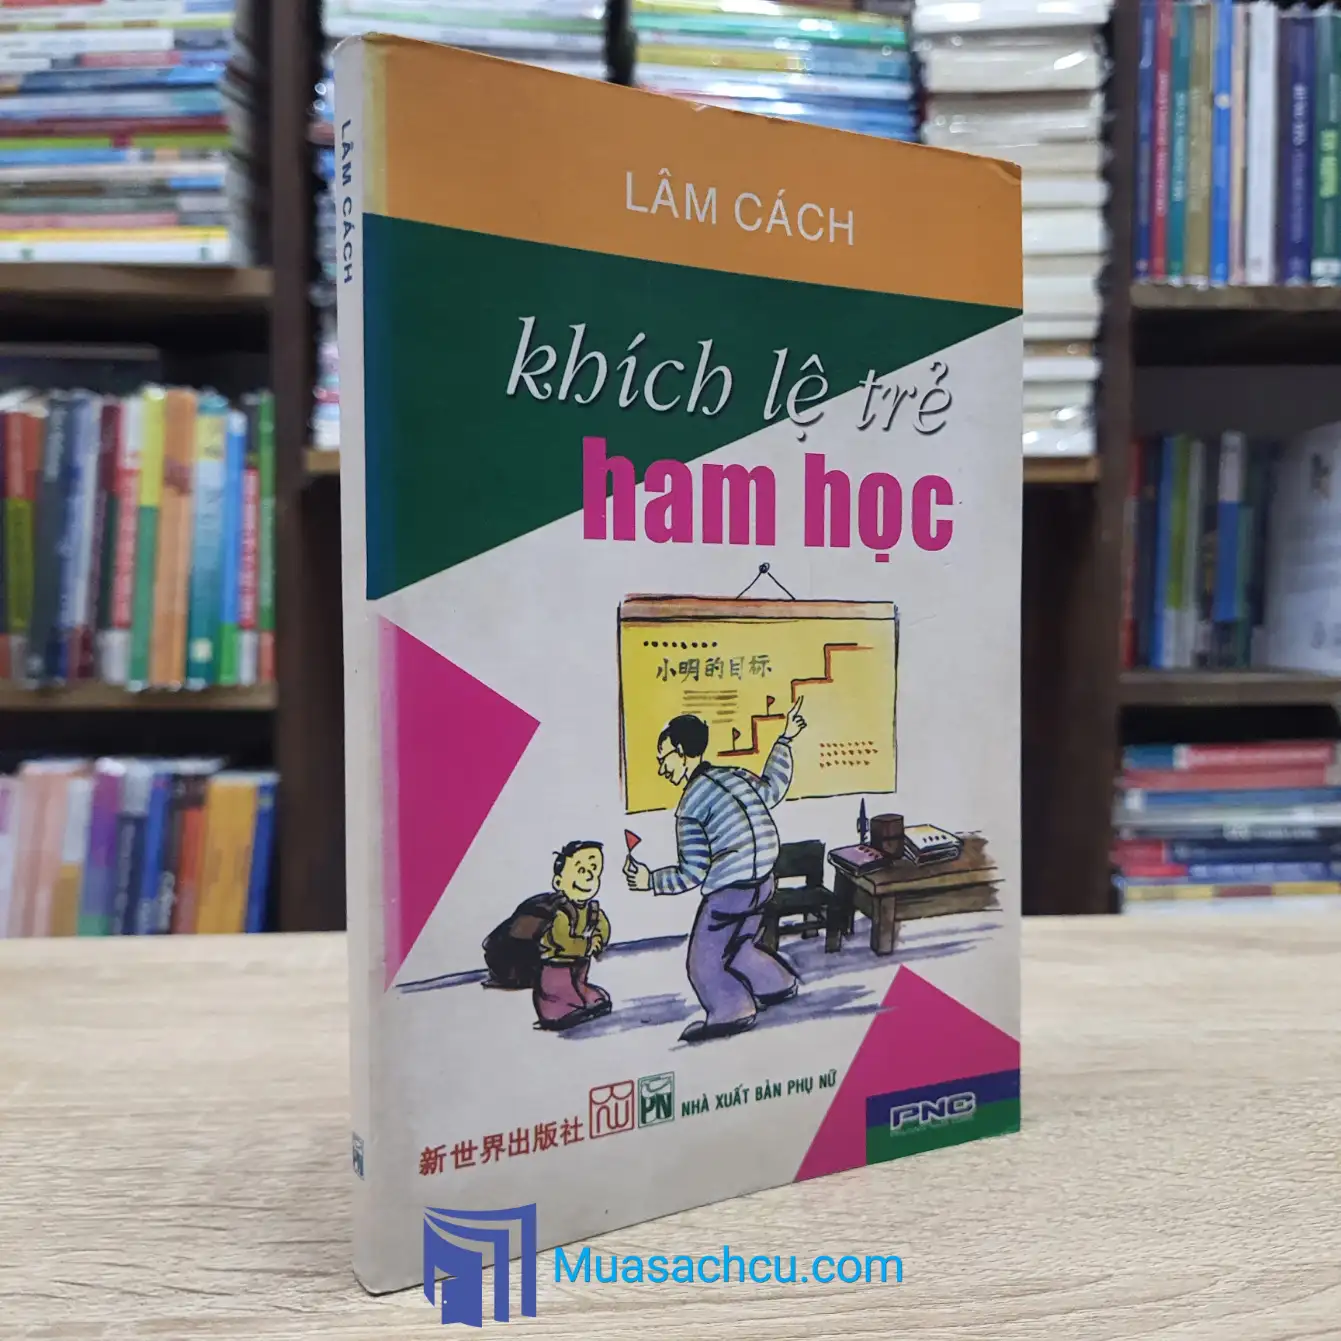 LÂM CÁCH
LÂM CÁCH
khích lệ trẻ
ham học
小明的目标
新世界出版社
PN
NHÀ XUẤT BẢN PHỤ NỮ
PNC
Muasachcu.com